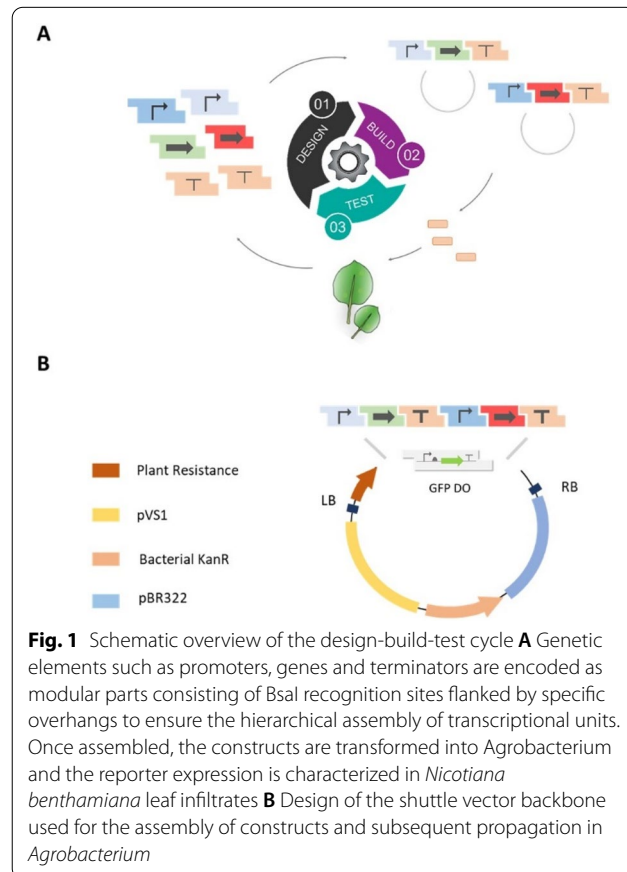 A
01
DESIGN
BUILD
02
TEST
03
B
Plant Resistance
pVS1
Bacterial KanR
pBR322
GFP DO
LB
RB
Fig. 1 Schematic overview of the design-build-test cycle A Genetic
elements such as promoters, genes and terminators are encoded as
modular parts consisting of BsaI recognition sites flanked by specific
overhangs to ensure the hierarchical assembly of transcriptional units.
Once assembled, the constructs are transformed into Agrobacterium
and the reporter expression is characterized in Nicotiana
benthamiana leaf infiltrates B Design of the shuttle vector backbone
used for the assembly of constructs and subsequent propagation in
Agrobacterium